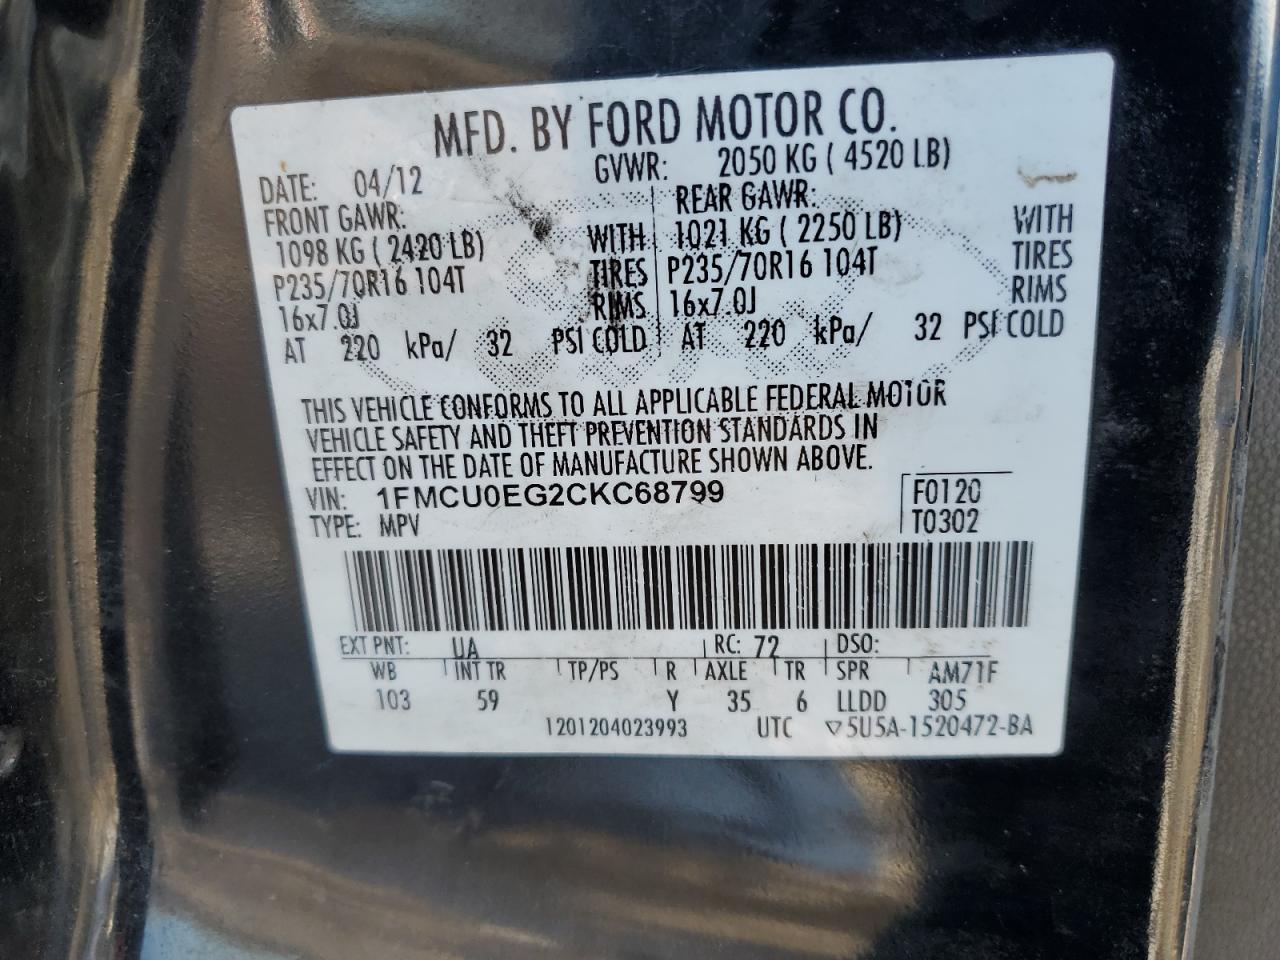 MFD. BY FORD MOTOR CO.
DATE: 04/12 GVWR: 2050 KG ( 4520 LB)
FRONT GAWR: REAR GAWR:
1098 KG ( 2420 LB) WITH 1021 KG ( 2250 LB) WITH
P235/70R16 104T TIRES P235/70R16 104T TIRES
16x7.0J RIMS 16x7.0J RIMS
AT 220 kPa/ 32 PSI COLD AT 220 kPa/ 32 PSI COLD
THIS VEHICLE CONFORMS TO ALL APPLICABLE FEDERAL MOTOR
VEHICLE SAFETY AND THEFT PREVENTION STANDARDS IN
EFFECT ON THE DATE OF MANUFACTURE SHOWN ABOVE.
VIN: 1FMCU0EG2CKC68799 F0120
TYPE: MPV T0302
EXT PNT: UA RC: 72 DSO:
WB INT TR TP/PS R AXLE TR SPR AM71F
103 59 Y 35 6 LLDD 305
1201204023993 UTC ▽5U5A-1520472-BA